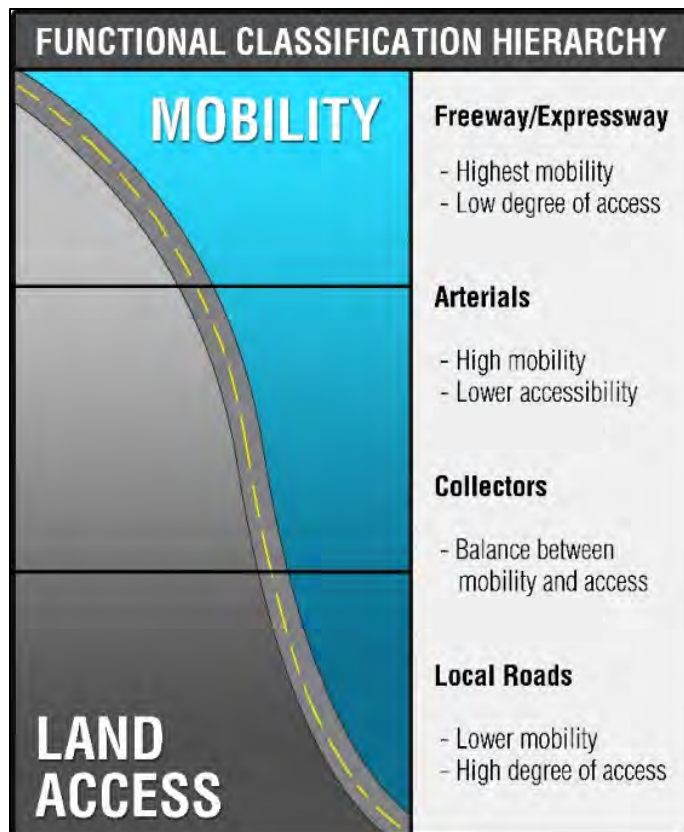 FUNCTIONAL CLASSIFICATION HIERARCHY
MOBILITY
LAND
ACCESS
Freeway/Expressway
- Highest mobility
- Low degree of access
Arterials
- High mobility
- Lower accessibility
Collectors
- Balance between
mobility and access
Local Roads
- Lower mobility
- High degree of access